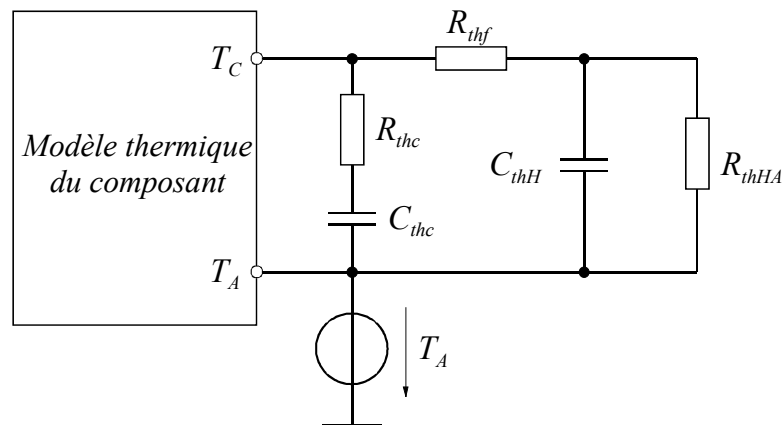 T_C
R_thf
Modèle thermique
du composant
R_thc
C_thH
R_thHA
C_thc
T_A
T_A